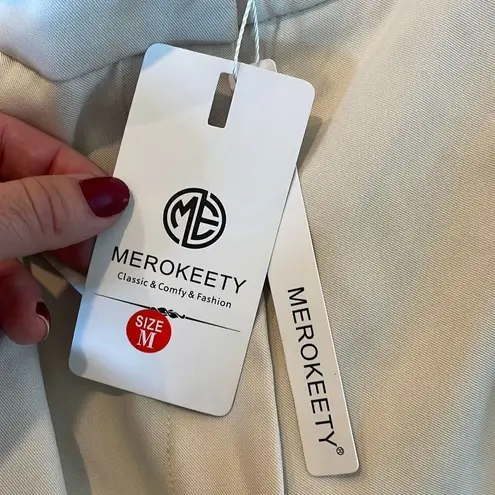 ME
MEROKEETY
Classic & Comfy & Fashion
SIZE
M
MEROKEETY®